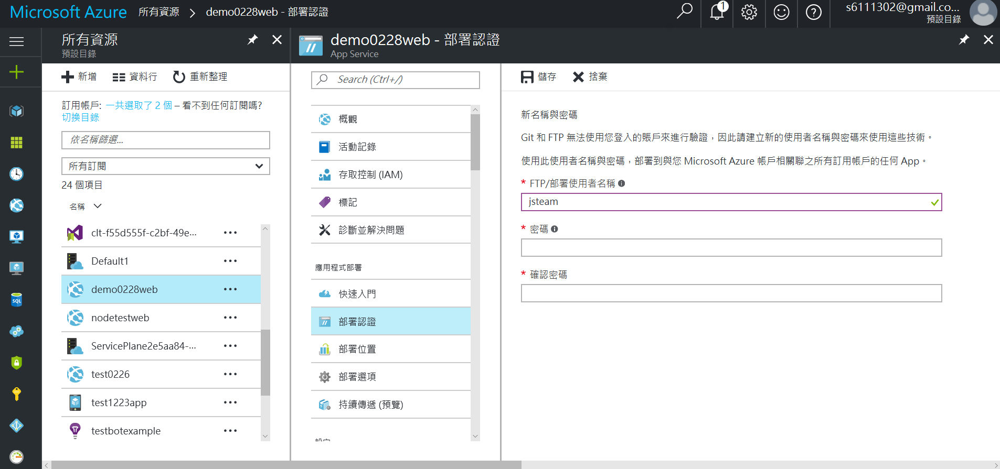 Microsoft Azure 所有資源 > demo0228web - 部署認證
1
s6111302@gmail.co...
預設目錄
所有資源
預設目錄
新增 資料行 重新整理
訂用帳戶: 一共選取了 2 個 – 看不到任何訂閱嗎?
切換目錄
依名稱篩選...
所有訂閱
24 個項目
名稱
clt-f55d555f-c2bf-49e...
Default1
demo0228web
nodetestweb
ServicePlane2e5aa84-...
test0226
test1223app
testbotexample
SQL
demo0228web - 部署認證
App Service
Search (Ctrl+/)
概觀
活動記錄
存取控制 (IAM)
標記
診斷並解決問題
應用程式部署
快速入門
部署認證
部署位置
部署選項
持續傳遞 (預覽)
儲存 捨棄
新名稱與密碼
Git 和 FTP 無法使用您登入的賬戶來進行驗證，因此請建立新的使用者名稱與密碼來使用這些技術。
使用此使用者名稱與密碼，部署到與您 Microsoft Azure 帳戶相關聯之所有訂用帳戶的任何 App。
* FTP/部署使用者名稱
jsteam
* 密碼
* 確認密碼